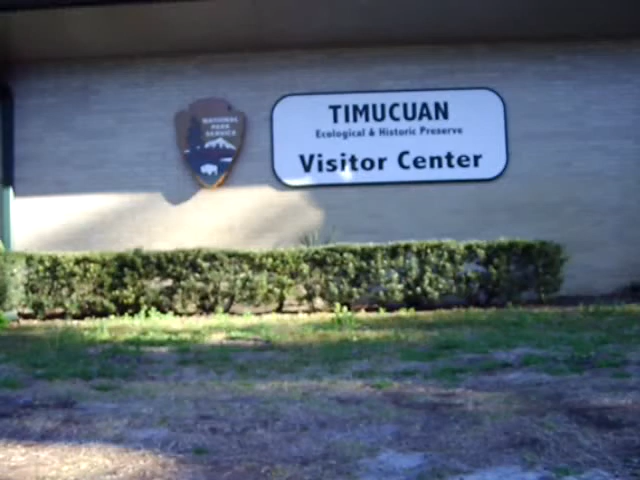 NATIONAL
PARK
SERVICE
TIMUCUAN
Ecological & Historic Preserve
Visitor Center